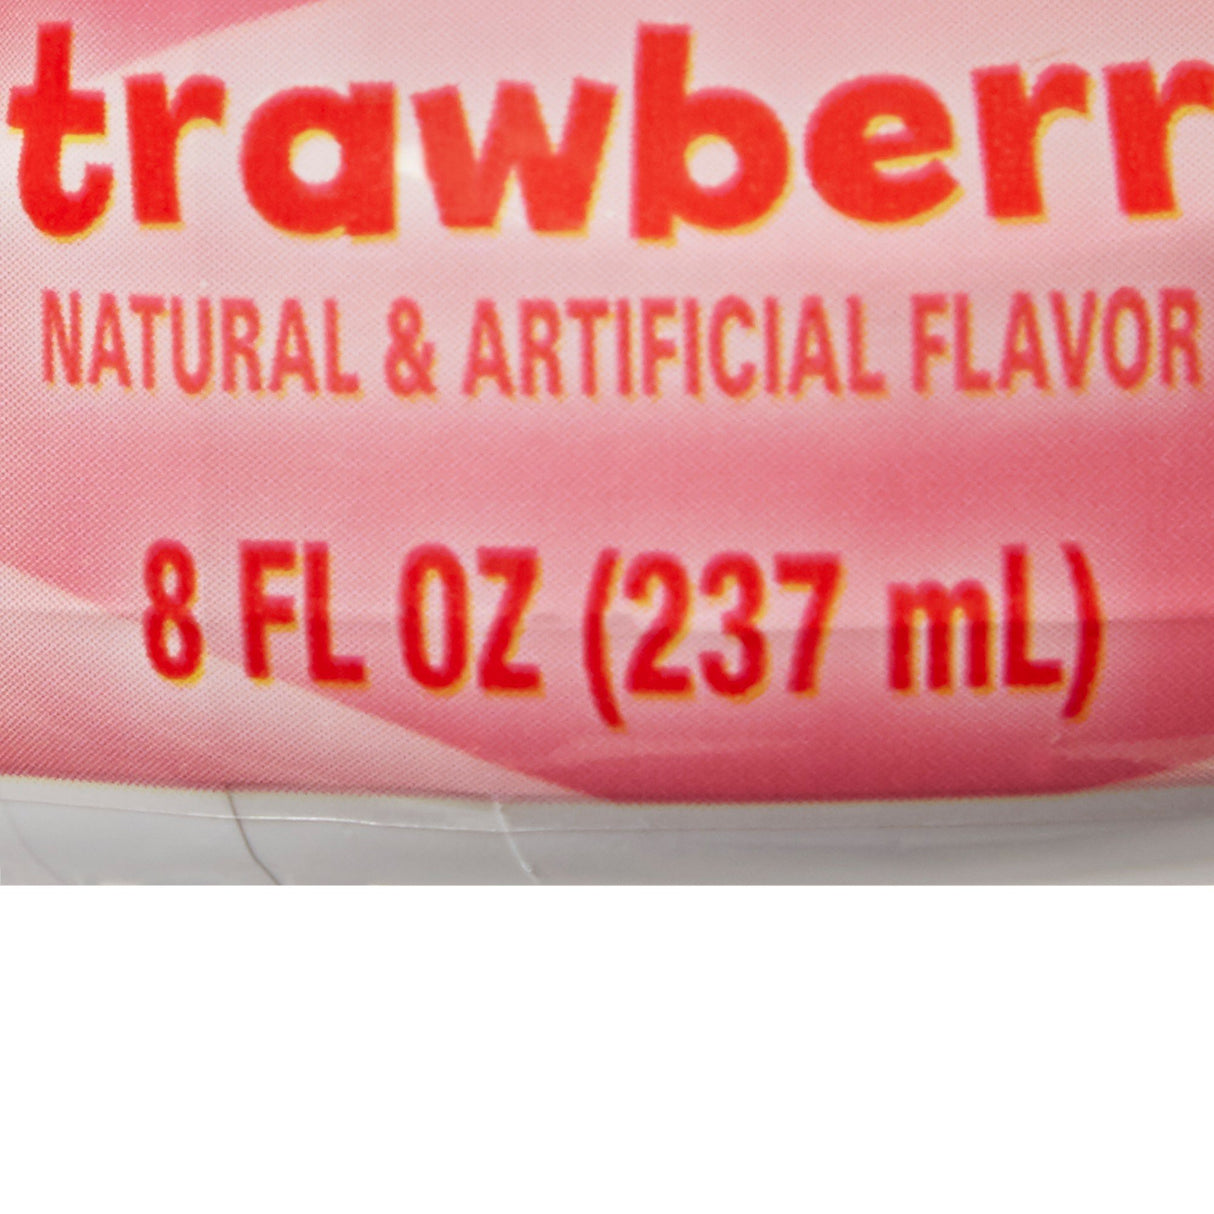 trawberr
NATURAL & ARTIFICIAL FLAVOR
8 FL OZ (237 mL)